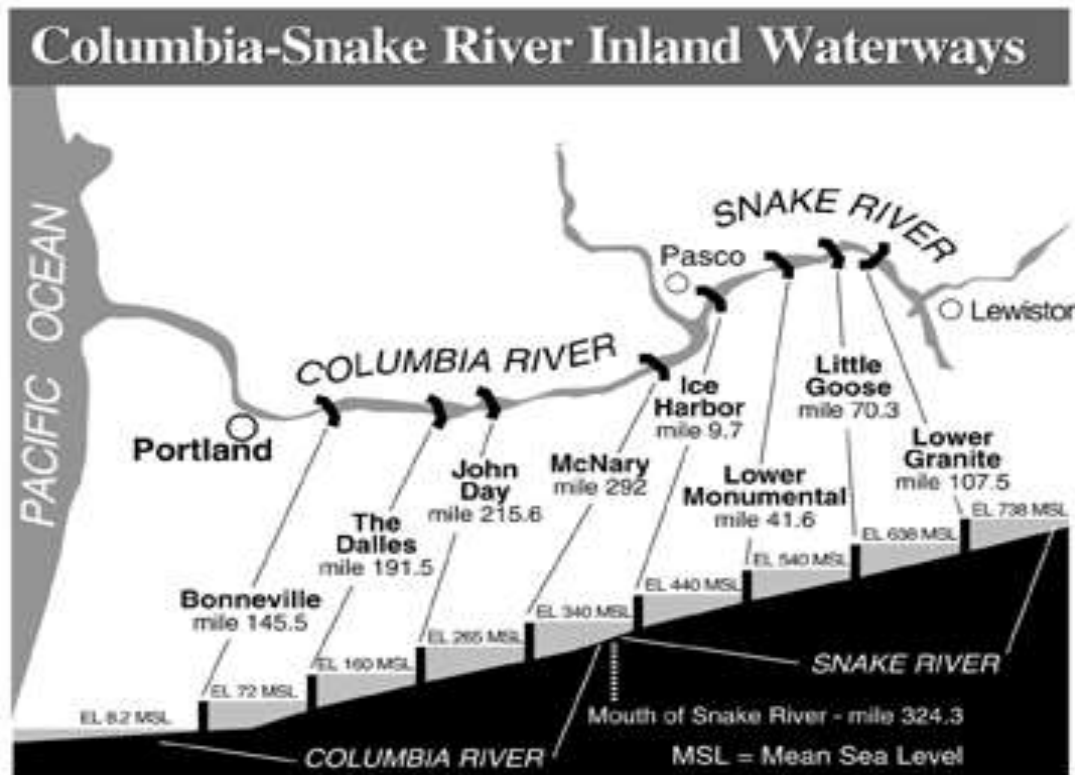 Columbia-Snake River Inland Waterways
PACIFIC OCEAN
SNAKE RIVER
Pasco
Lewiston
COLUMBIA RIVER
Portland
Bonneville
mile 145.5
The
Dalles
mile 191.5
John
Day
mile 215.6
McNary
mile 292
Ice
Harbor
mile 9.7
Lower
Monumental
mile 41.6
Little
Goose
mile 70.3
Lower
Granite
mile 107.5
EL 8.2 MSL
EL 72 MSL
EL 160 MSL
EL 265 MSL
EL 340 MSL
EL 440 MSL
EL 540 MSL
EL 638 MSL
EL 738 MSL
SNAKE RIVER
Mouth of Snake River - mile 324.3
COLUMBIA RIVER
MSL = Mean Sea Level